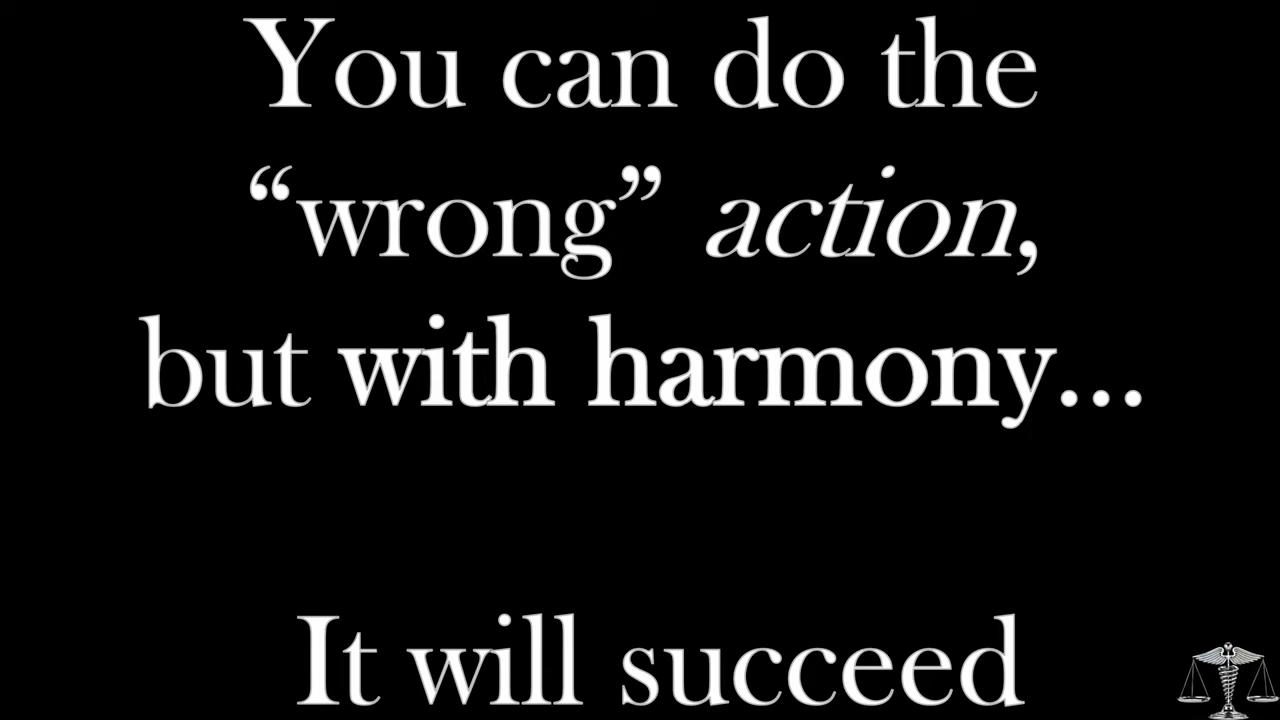 You can do the
“wrong” action,
but with harmony...
It will succeed